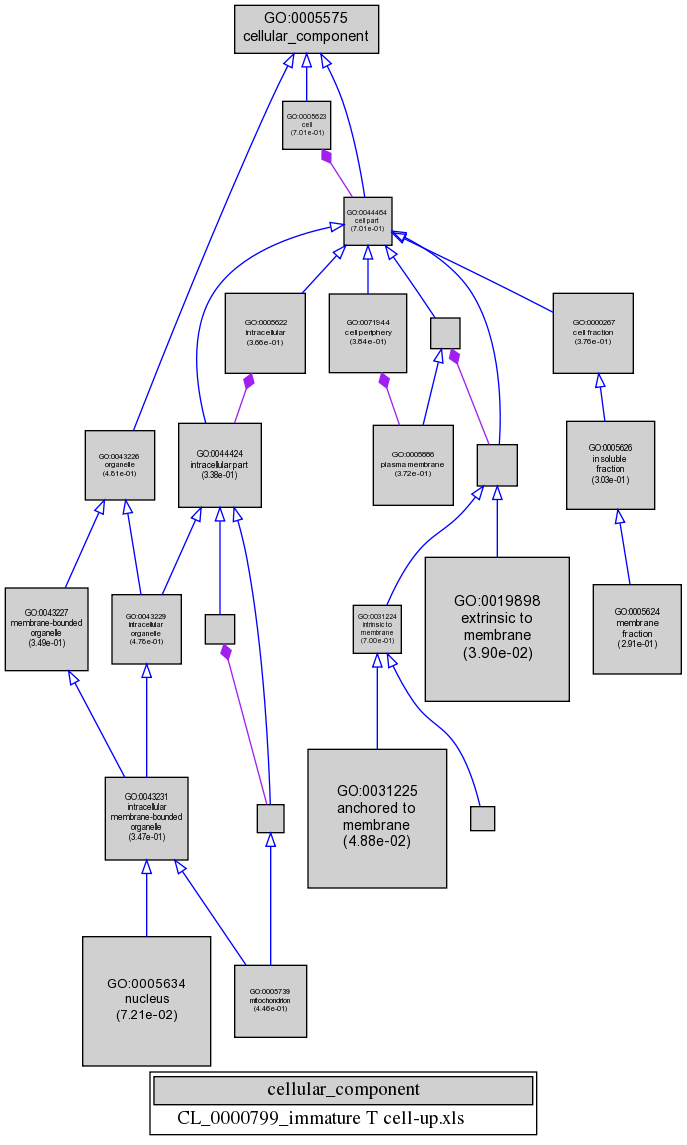 GO:0005575
cellular_component
GO:0005623
cell
(7.01e-01)
GO:0044464
cell part
(7.01e-01)
GO:0005622
intracellular
(3.66e-01)
GO:0071944
cell periphery
(3.84e-01)
GO:0000267
cell fraction
(3.76e-01)
GO:0043226
organelle
(4.81e-01)
GO:0044424
intracellular part
(3.38e-01)
GO:0005886
plasma membrane
(3.72e-01)
GO:0005626
insoluble
fraction
(3.03e-01)
GO:0043227
membrane-bounded
organelle
(3.49e-01)
GO:0043229
intracellular
organelle
(4.76e-01)
GO:0031224
intrinsic to
membrane
(7.00e-01)
GO:0019898
extrinsic to
membrane
(3.90e-02)
GO:0005624
membrane
fraction
(2.91e-01)
GO:0043231
intracellular
membrane-bounded
organelle
(3.47e-01)
GO:0031225
anchored to
membrane
(4.88e-02)
GO:0005634
nucleus
(7.21e-02)
GO:0005739
mitochondrion
(4.46e-01)
cellular_component
CL_0000799_immature T cell-up.xls